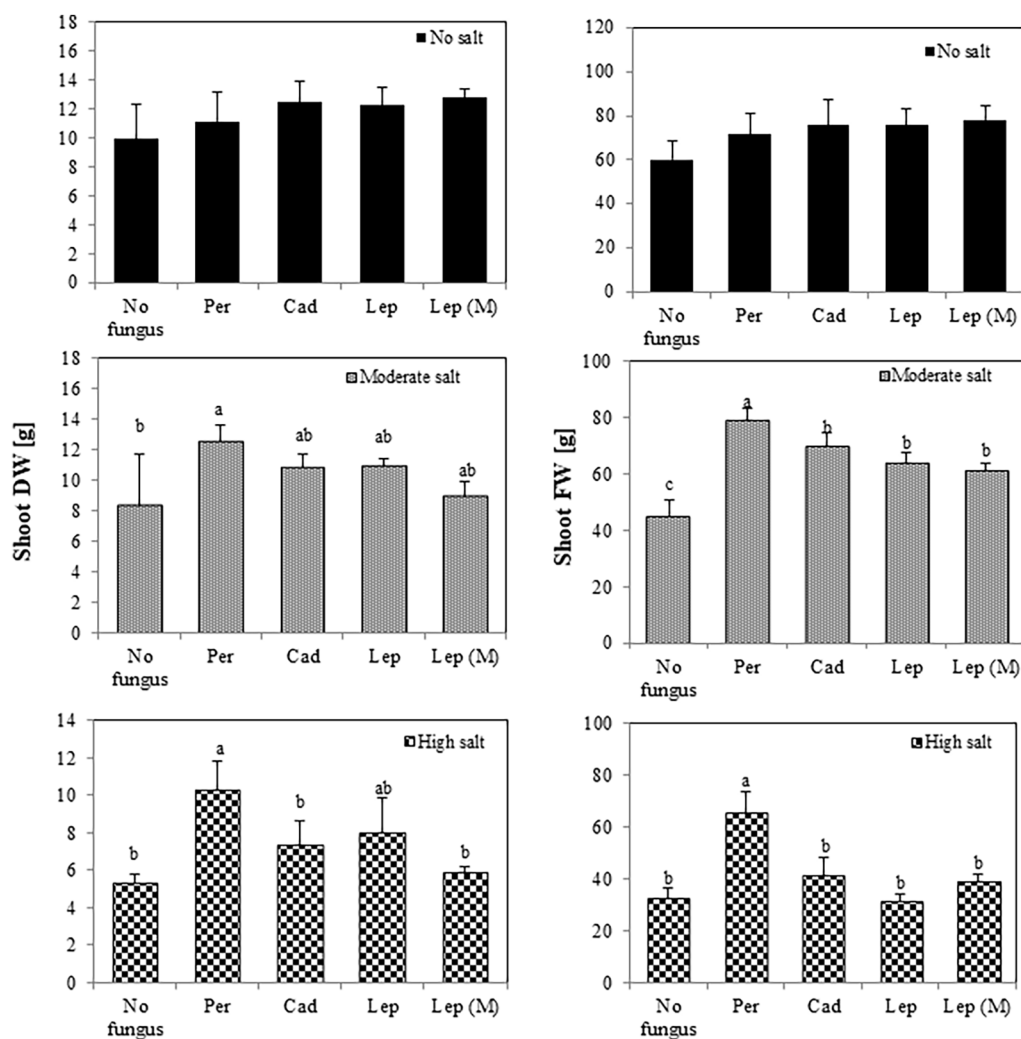 18
16
14
12
10
8
6
4
2
0
No salt
No fungus
Per
Cad
Lep
Lep (M)
120
100
80
60
40
20
0
No salt
No fungus
Per
Cad
Lep
Lep (M)
Shoot DW [g]
18
16
14
12
10
8
6
4
2
0
Moderate salt
b
a
ab
ab
ab
No fungus
Per
Cad
Lep
Lep (M)
Shoot FW [g]
100
80
60
40
20
0
Moderate salt
c
a
b
b
b
No fungus
Per
Cad
Lep
Lep (M)
14
12
10
8
6
4
2
0
High salt
b
a
b
ab
b
No fungus
Per
Cad
Lep
Lep (M)
100
80
60
40
20
0
High salt
b
a
b
b
b
No fungus
Per
Cad
Lep
Lep (M)